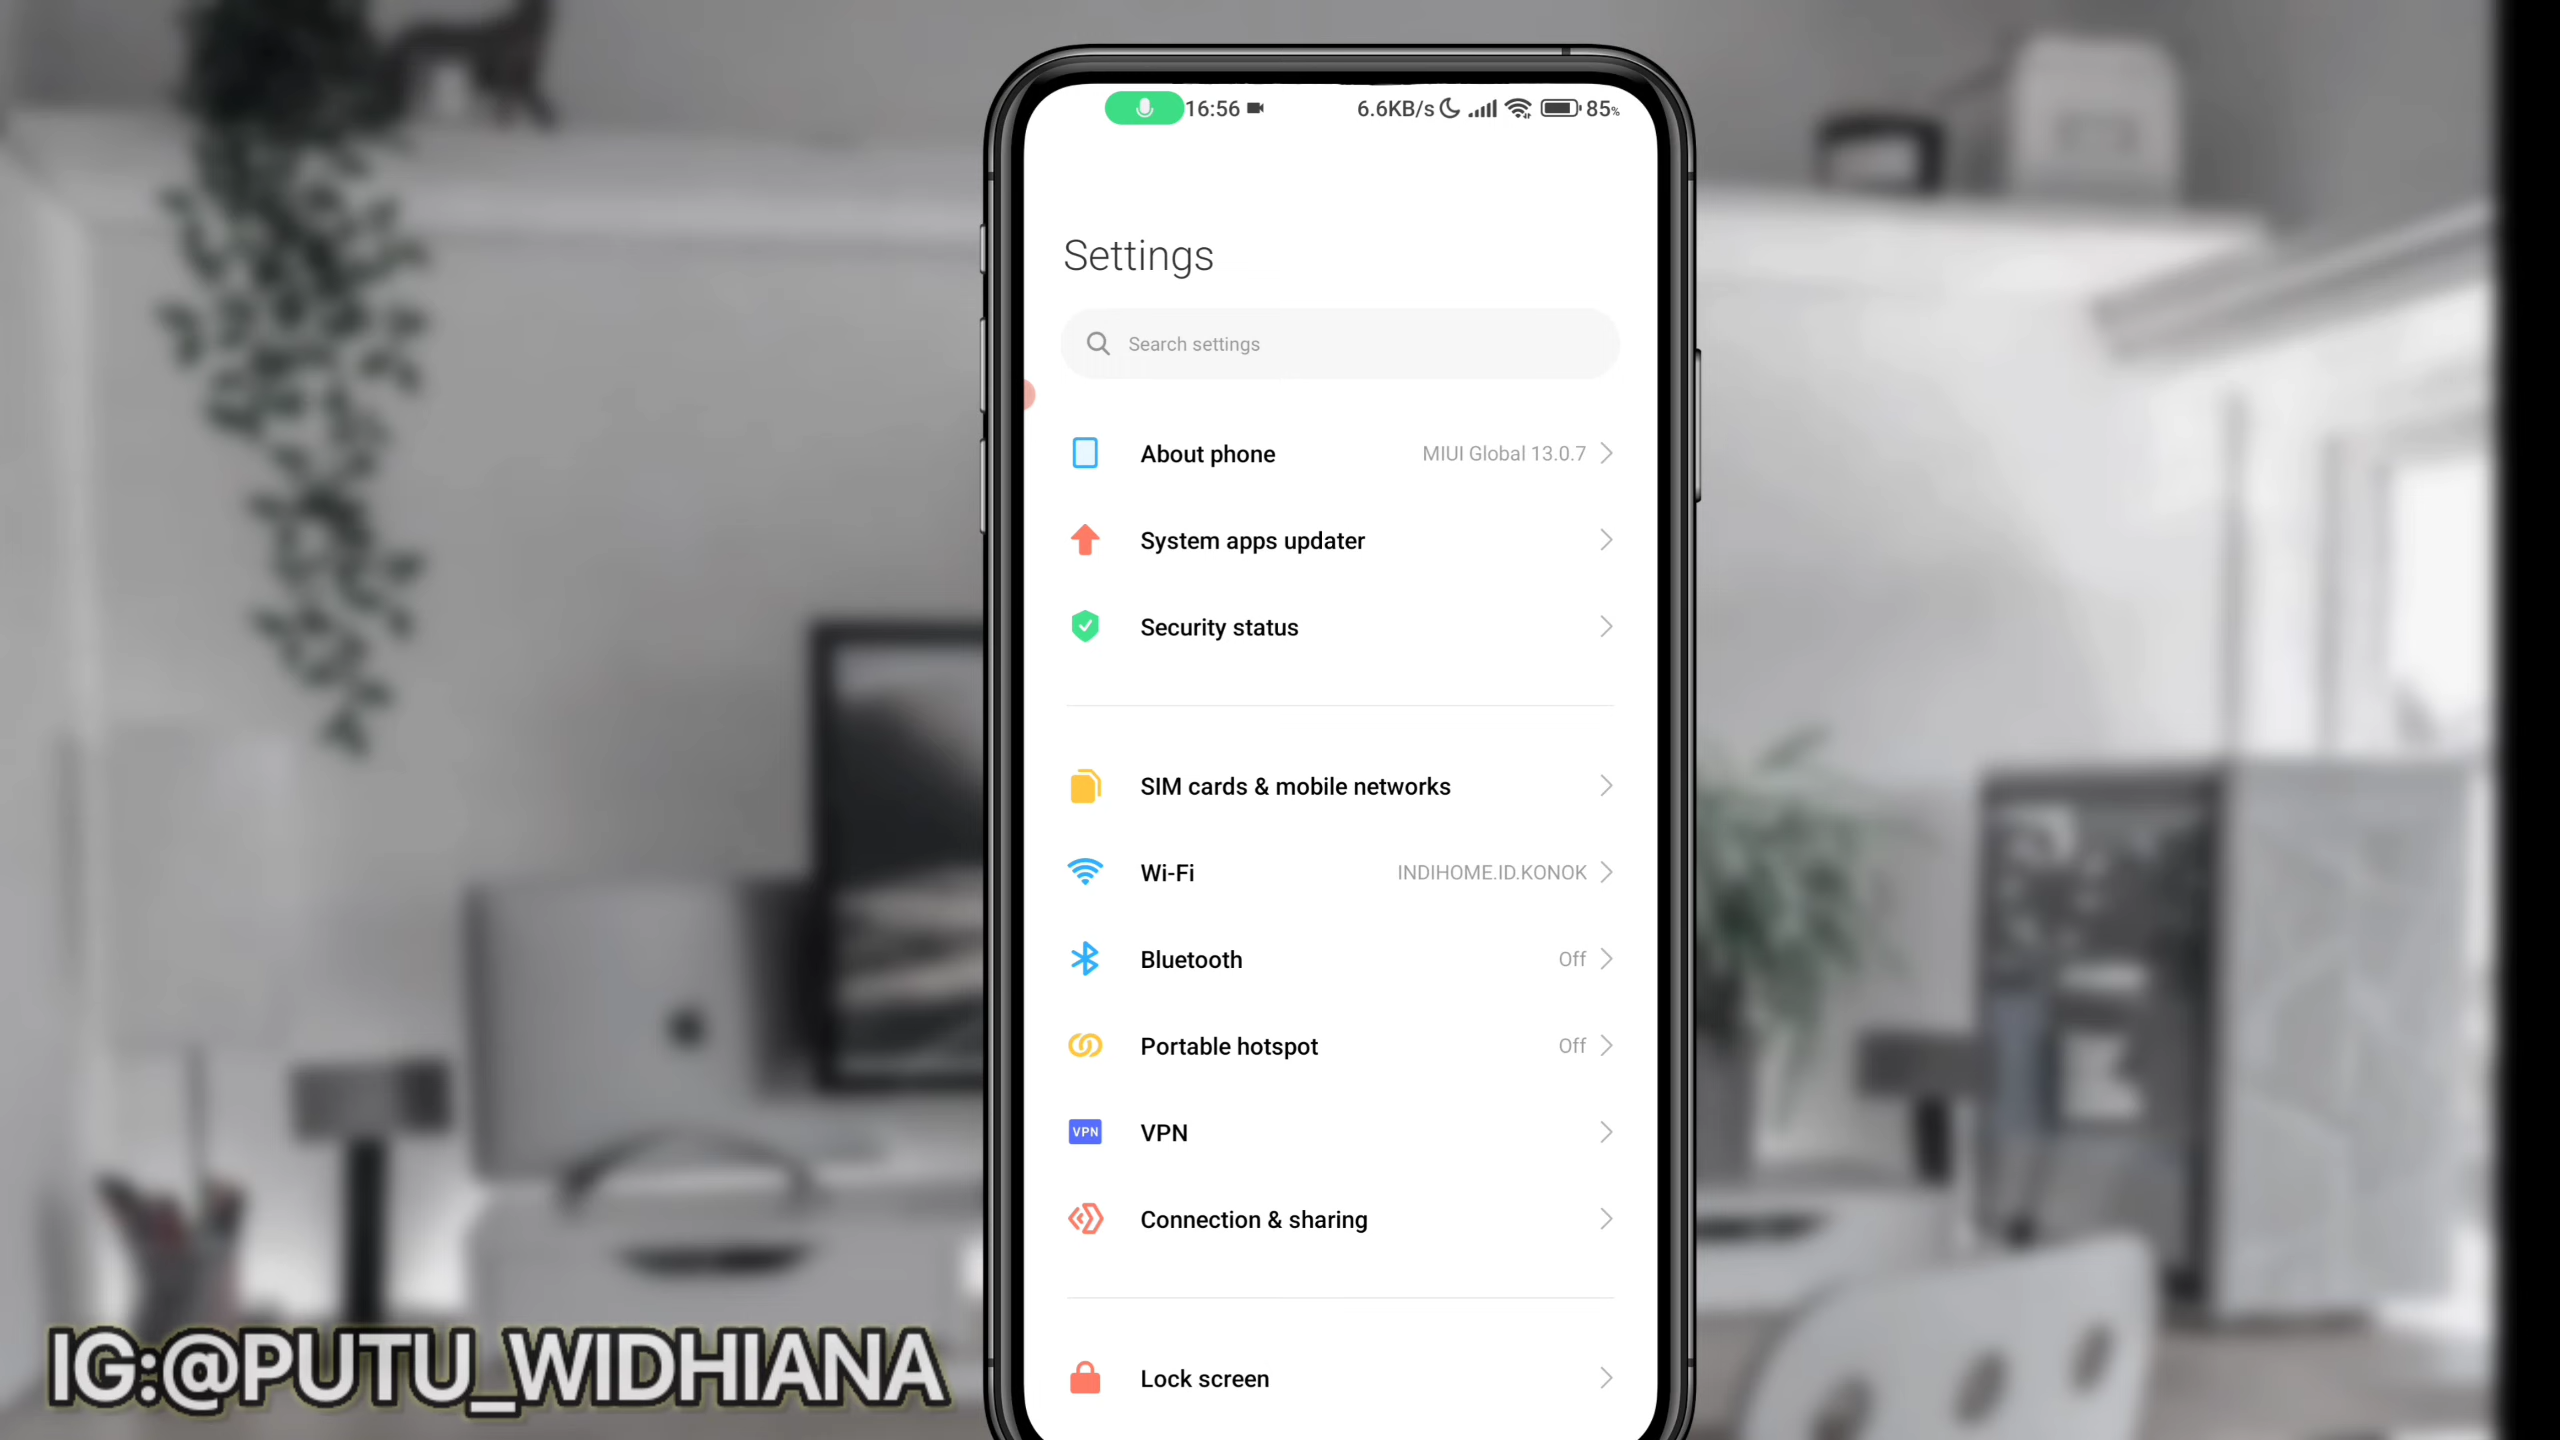 16:56
6.6KB/s
85%
Settings
Search settings
About phone
MIUI Global 13.0.7
System apps updater
Security status
SIM cards & mobile networks
Wi-Fi
INDIHOME.ID.KONOK
Bluetooth
Off
Portable hotspot
Off
VPN
VPN
Connection & sharing
Lock screen
IG:@PUTU_WIDHIANA